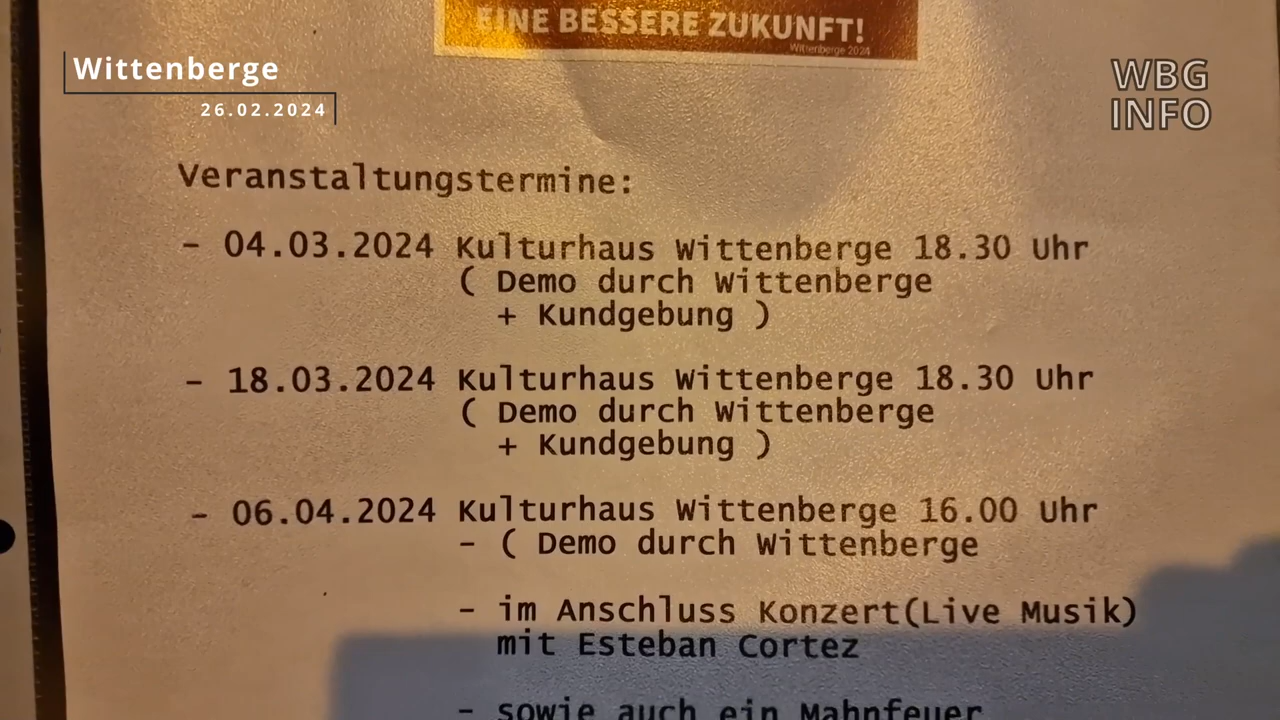 EINE BESSERE ZUKUNFT!
Wittenberge 2024
Wittenberge
26.02.2024
WBG
INFO
Veranstaltungstermine:
- 04.03.2024 Kulturhaus Wittenberge 18.30 Uhr
( Demo durch Wittenberge
+ Kundgebung )
- 18.03.2024 Kulturhaus Wittenberge 18.30 Uhr
( Demo durch Wittenberge
+ Kundgebung )
- 06.04.2024 Kulturhaus Wittenberge 16.00 Uhr
- ( Demo durch Wittenberge
- im Anschluss Konzert(Live Musik)
mit Esteban Cortez
- sowie auch ein Mahnfeuer